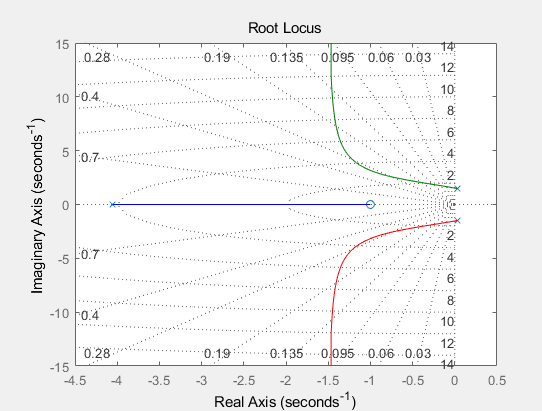 Root Locus
15
0.28 0.19 0.135 0.095 0.06 0.03 14
12
10 0.4 10
8
6
5
4
0.7
2
0
2
0.7
4
-5
6
8
-10 0.4 10
12
0.28 0.19 0.135 0.095 0.06 0.03
14
-15
-4.5 -4 -3.5 -3 -2.5 -2 -1.5 -1 -0.5 0 0.5
Real Axis (seconds-1)
Imaginary Axis (seconds-1)